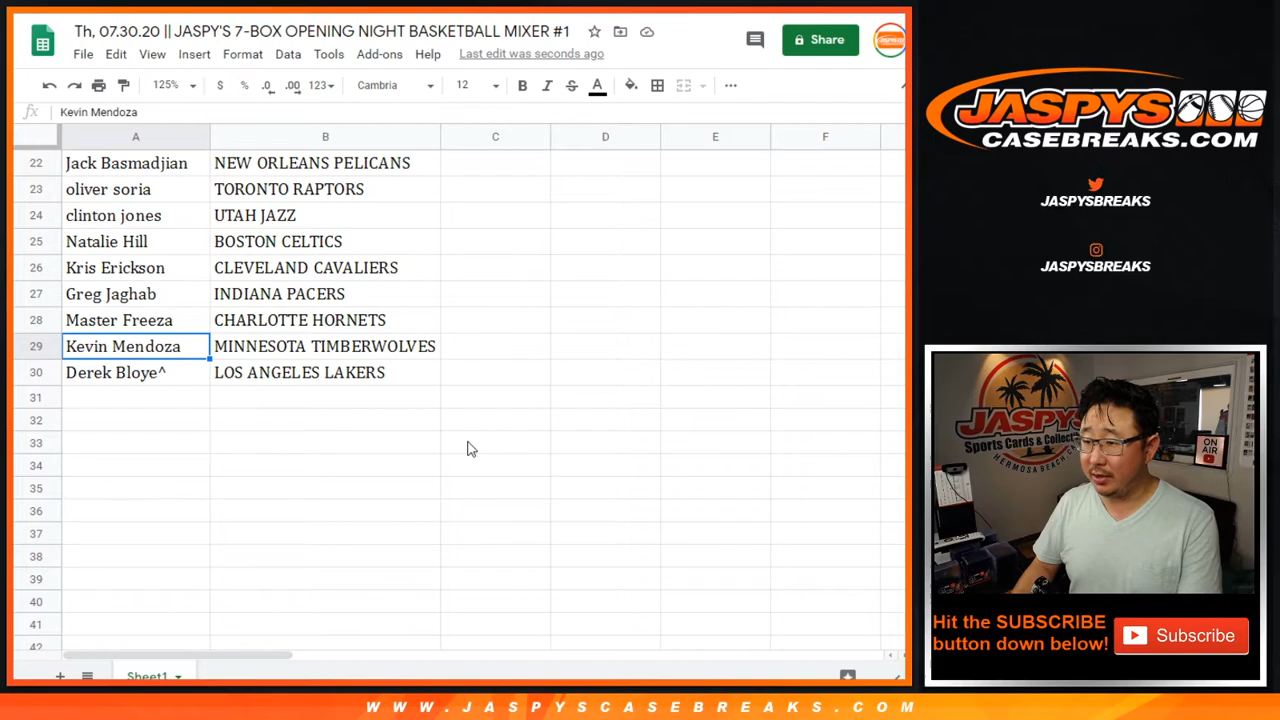 Th, 07.30.20 || JASPY'S 7-BOX OPENING NIGHT BASKETBALL MIXER #1
File Edit View Insert Format Data Tools Add-ons Help Last edit was seconds ago
Share
125% $ % .0 .00 123 Cambria 12 B I S A
fx Kevin Mendoza
A B C D E F
22 Jack Basmadjian NEW ORLEANS PELICANS
23 oliver soria TORONTO RAPTORS
24 clinton jones UTAH JAZZ
25 Natalie Hill BOSTON CELTICS
26 Kris Erickson CLEVELAND CAVALIERS
27 Greg Jaghab INDIANA PACERS
28 Master Freeza CHARLOTTE HORNETS
29 Kevin Mendoza MINNESOTA TIMBERWOLVES
30 Derek Bloye^ LOS ANGELES LAKERS
31
32
33
34
35
36
37
38
39
40
41
42
Sheet1
JASPYS
CASEBREAKS.COM
JASPYSBREAKS
JASPYSBREAKS
JASPYS
Sports Cards & Collectib
HERMOSA BEACH, CA
ON AIR
Hit the SUBSCRIBE
button down below!
Subscribe
WWW.JASPYSCASEBREAKS.COM